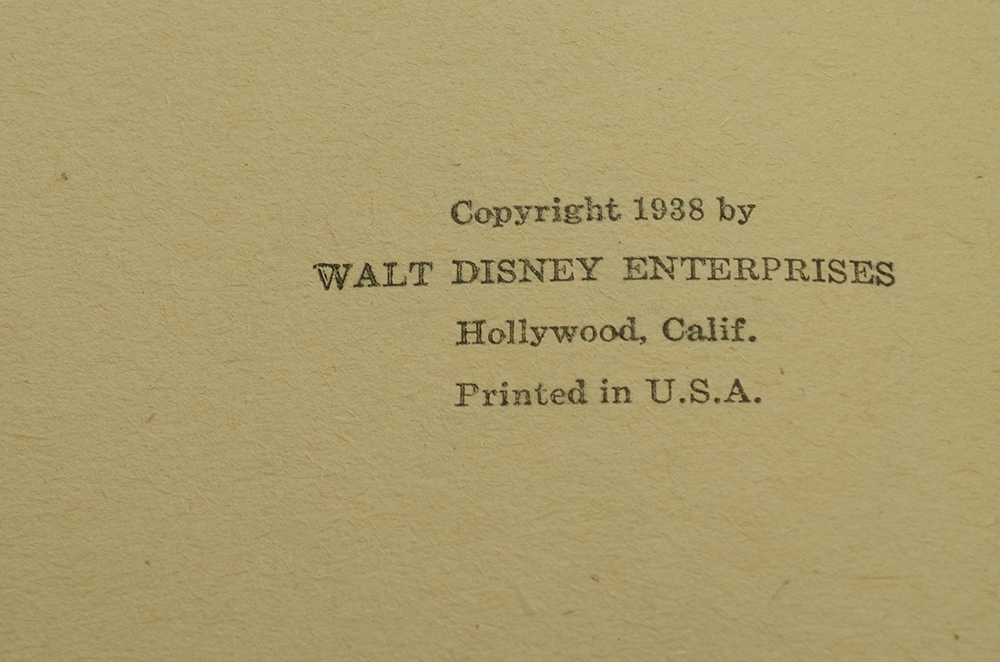 Copyright 1938 by
WALT DISNEY ENTERPRISES
Hollywood, Calif.
Printed in U.S.A.